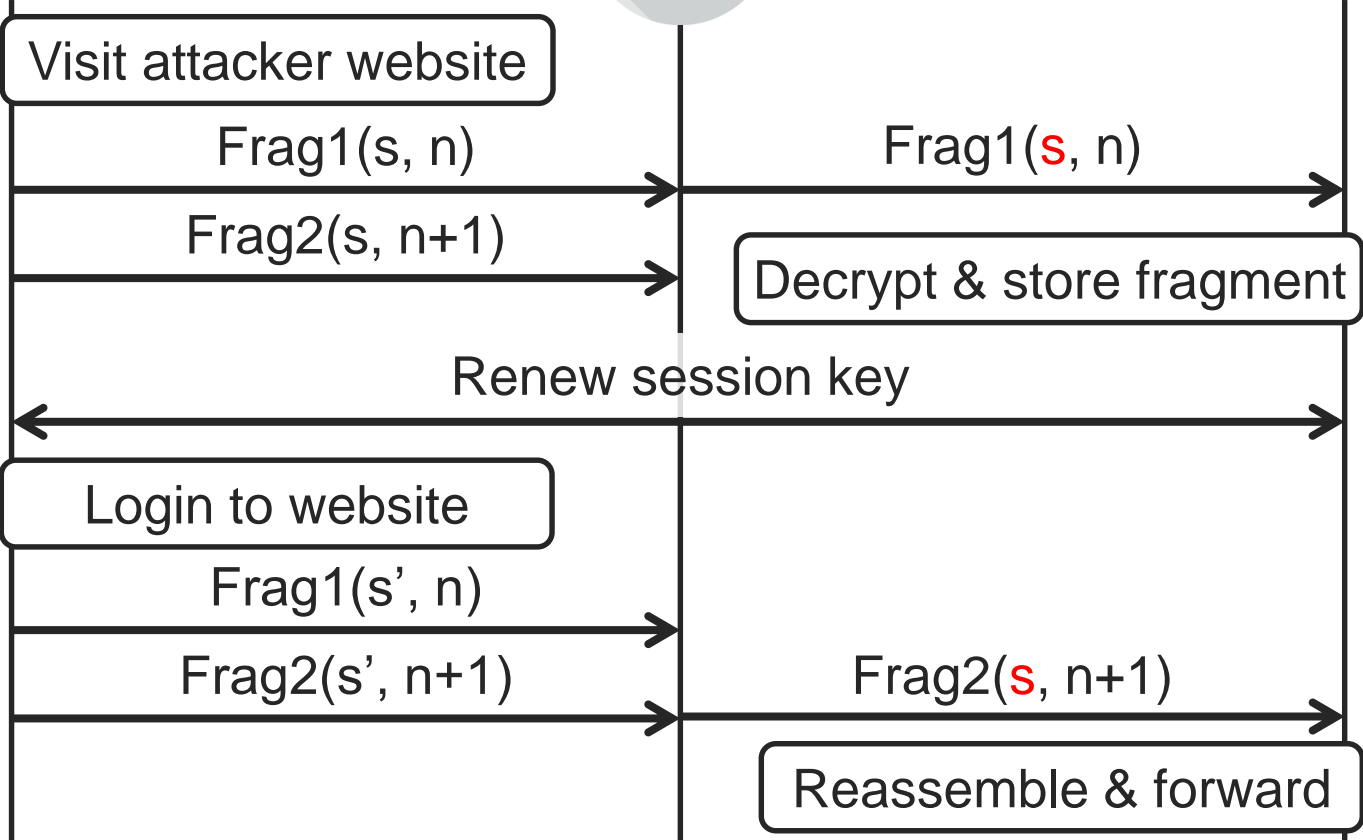 Visit attacker website
Frag1(s, n)
Frag1(s, n)
Frag2(s, n+1)
Decrypt & store fragment
Renew session key
Login to website
Frag1(s’, n)
Frag2(s’, n+1)
Frag2(s, n+1)
Reassemble & forward